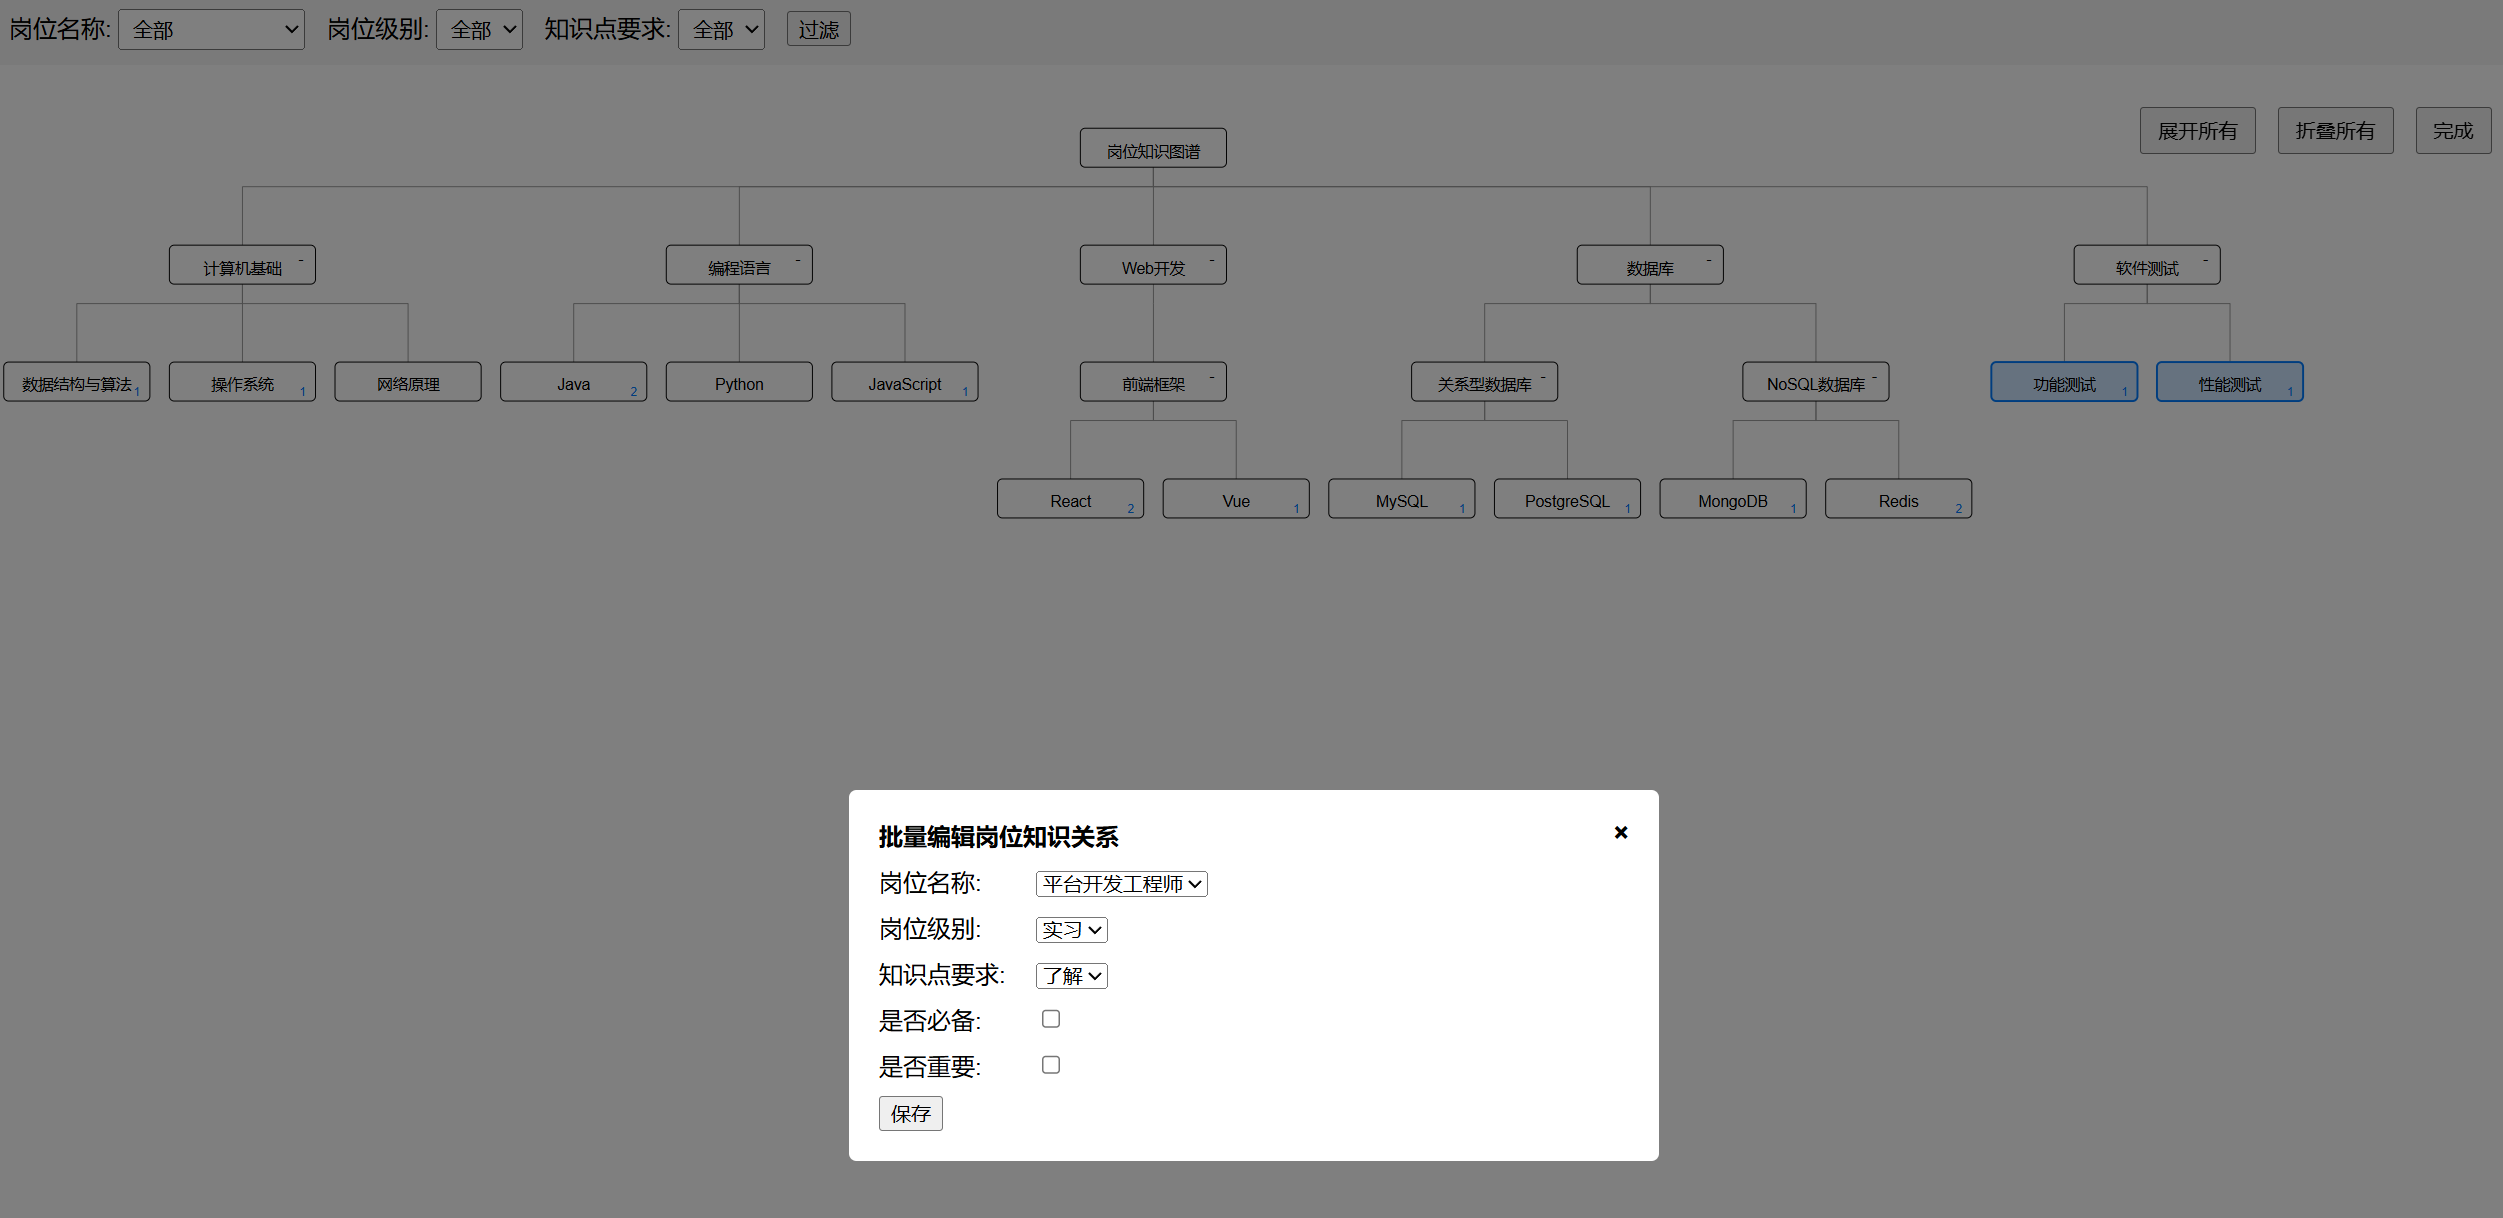 岗位名称: 全部 岗位级别: 全部 知识点要求: 全部 过滤
展开所有 折叠所有 完成
岗位知识图谱
计算机基础 - 编程语言 - Web开发 - 数据库 - 软件测试 -
数据结构与算法 1 操作系统 1 网络原理 Java 2 Python JavaScript 1 前端框架 - 关系型数据库 - NoSQL数据库 - 功能测试 1 性能测试 1
React 2 Vue 1 MySQL 1 PostgreSQL 1 MongoDB 1 Redis 2
批量编辑岗位知识关系 ×
岗位名称: 平台开发工程师
岗位级别: 实习
知识点要求: 了解
是否必备:
是否重要:
保存